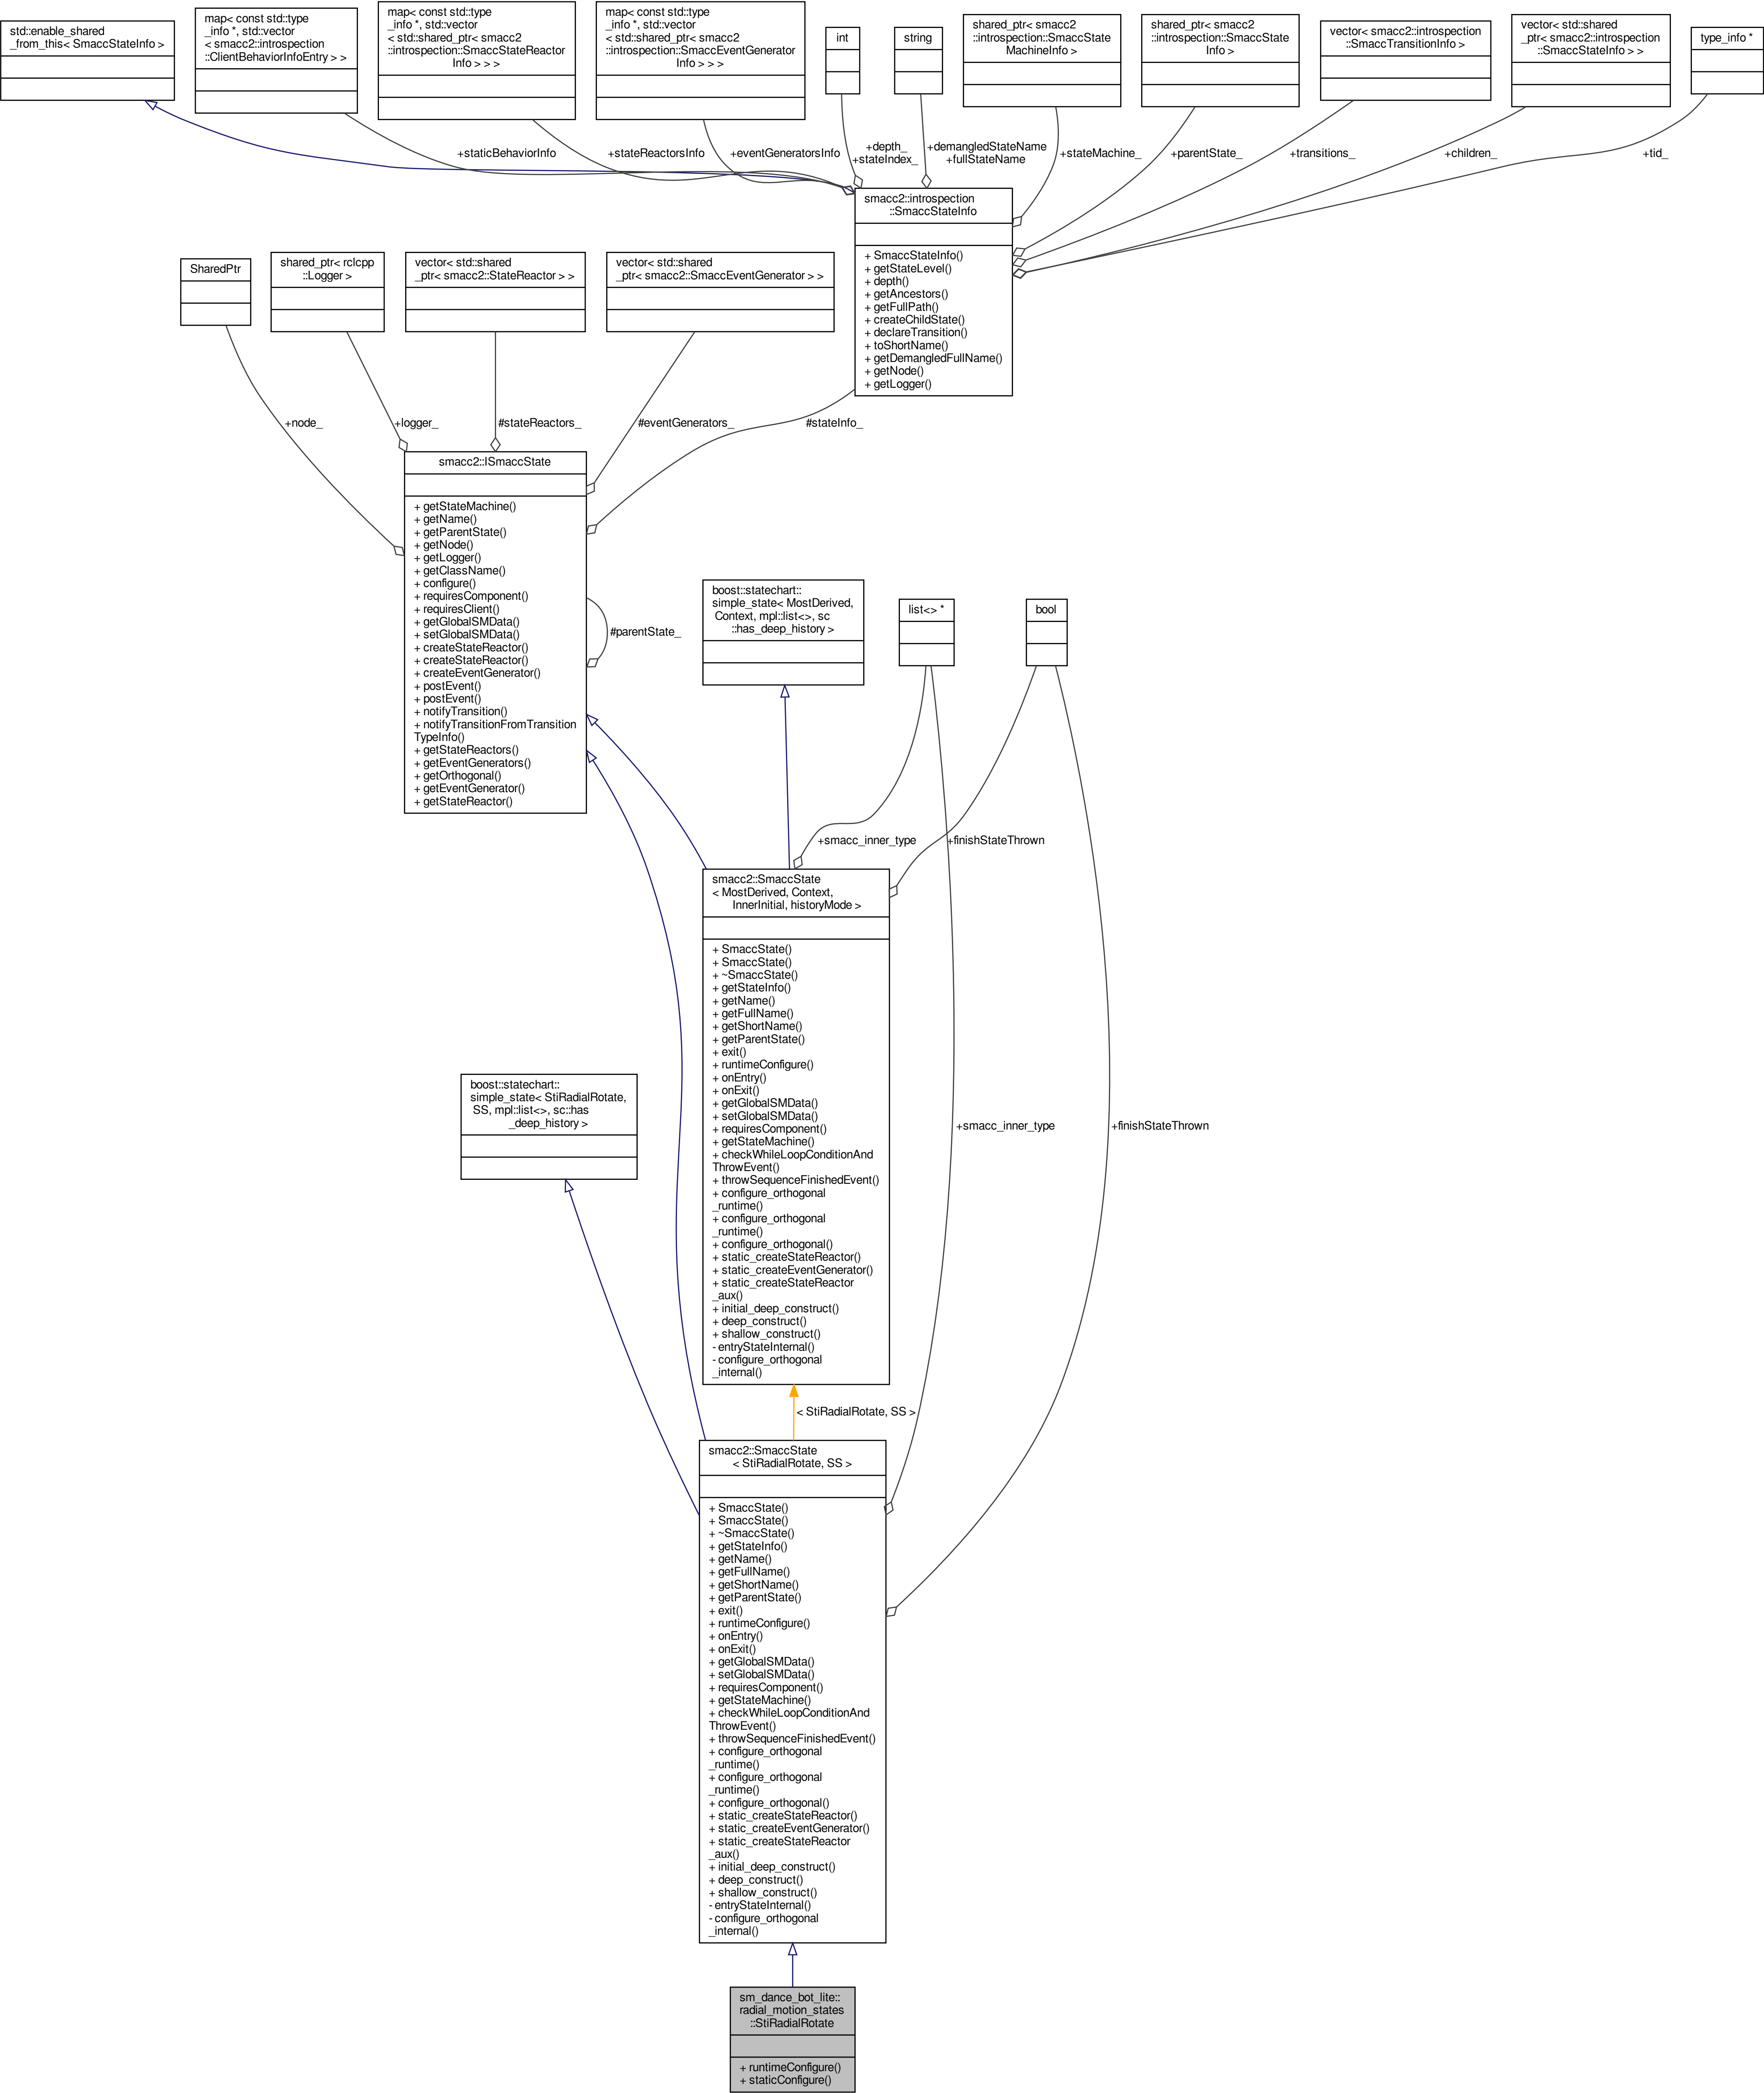 std::enable_shared
_from_this< SmaccStateInfo >
map< const std::type
_info *, std::vector
< smacc2::introspection
::ClientBehaviorInfoEntry > >
map< const std::type
_info *, std::vector
< std::shared_ptr< smacc2
::introspection::SmaccStateReactor
Info > > >
map< const std::type
_info *, std::vector
< std::shared_ptr< smacc2
::introspection::SmaccEventGenerator
Info > > >
int
string
shared_ptr< smacc2
::introspection::SmaccState
MachineInfo >
shared_ptr< smacc2
::introspection::SmaccState
Info >
vector< smacc2::introspection
::SmaccTransitionInfo >
vector< std::shared
_ptr< smacc2::introspection
::SmaccStateInfo > >
type_info *
+staticBehaviorInfo
+stateReactorsInfo
+eventGeneratorsInfo
+depth_
+stateIndex_
+demangledStateName
+fullStateName
+stateMachine_
+parentState_
+transitions_
+children_
+tid_
smacc2::introspection
::SmaccStateInfo
+ SmaccStateInfo()
+ getStateLevel()
+ depth()
+ getAncestors()
+ getFullPath()
+ createChildState()
+ declareTransition()
+ toShortName()
+ getDemangledFullName()
+ getNode()
+ getLogger()
SharedPtr
shared_ptr< rclcpp
::Logger >
vector< std::shared
_ptr< smacc2::StateReactor > >
vector< std::shared
_ptr< smacc2::SmaccEventGenerator > >
+node_
+logger_
#stateReactors_
#eventGenerators_
#stateInfo_
smacc2::ISmaccState
+ getStateMachine()
+ getName()
+ getParentState()
+ getNode()
+ getLogger()
+ getClassName()
+ configure()
+ requiresComponent()
+ requiresClient()
+ getGlobalSMData()
+ setGlobalSMData()
+ createStateReactor()
+ createStateReactor()
+ createEventGenerator()
+ postEvent()
+ postEvent()
+ notifyTransition()
+ notifyTransitionFromTransition
TypeInfo()
+ getStateReactors()
+ getEventGenerators()
+ getOrthogonal()
+ getEventGenerator()
+ getStateReactor()
#parentState_
boost::statechart::
simple_state< MostDerived,
Context, mpl::list<>, sc
::has_deep_history >
list<> *
bool
+smacc_inner_type
+finishStateThrown
smacc2::SmaccState
< MostDerived, Context,
InnerInitial, historyMode >
+ SmaccState()
+ SmaccState()
+ ~SmaccState()
+ getStateInfo()
+ getName()
+ getFullName()
+ getShortName()
+ getParentState()
+ exit()
+ runtimeConfigure()
+ onEntry()
+ onExit()
+ getGlobalSMData()
+ setGlobalSMData()
+ requiresComponent()
+ getStateMachine()
+ checkWhileLoopConditionAnd
ThrowEvent()
+ throwSequenceFinishedEvent()
+ configure_orthogonal
_runtime()
+ configure_orthogonal
_runtime()
+ configure_orthogonal()
+ static_createStateReactor()
+ static_createEventGenerator()
+ static_createStateReactor
_aux()
+ initial_deep_construct()
+ deep_construct()
+ shallow_construct()
- entryStateInternal()
- configure_orthogonal
_internal()
boost::statechart::
simple_state< StiRadialRotate,
SS, mpl::list<>, sc::has
_deep_history >
+smacc_inner_type
+finishStateThrown
< StiRadialRotate, SS >
smacc2::SmaccState
< StiRadialRotate, SS >
+ SmaccState()
+ SmaccState()
+ ~SmaccState()
+ getStateInfo()
+ getName()
+ getFullName()
+ getShortName()
+ getParentState()
+ exit()
+ runtimeConfigure()
+ onEntry()
+ onExit()
+ getGlobalSMData()
+ setGlobalSMData()
+ requiresComponent()
+ getStateMachine()
+ checkWhileLoopConditionAnd
ThrowEvent()
+ throwSequenceFinishedEvent()
+ configure_orthogonal
_runtime()
+ configure_orthogonal
_runtime()
+ configure_orthogonal()
+ static_createStateReactor()
+ static_createEventGenerator()
+ static_createStateReactor
_aux()
+ initial_deep_construct()
+ deep_construct()
+ shallow_construct()
- entryStateInternal()
- configure_orthogonal
_internal()
sm_dance_bot_lite::
radial_motion_states
::StiRadialRotate
+ runtimeConfigure()
+ staticConfigure()